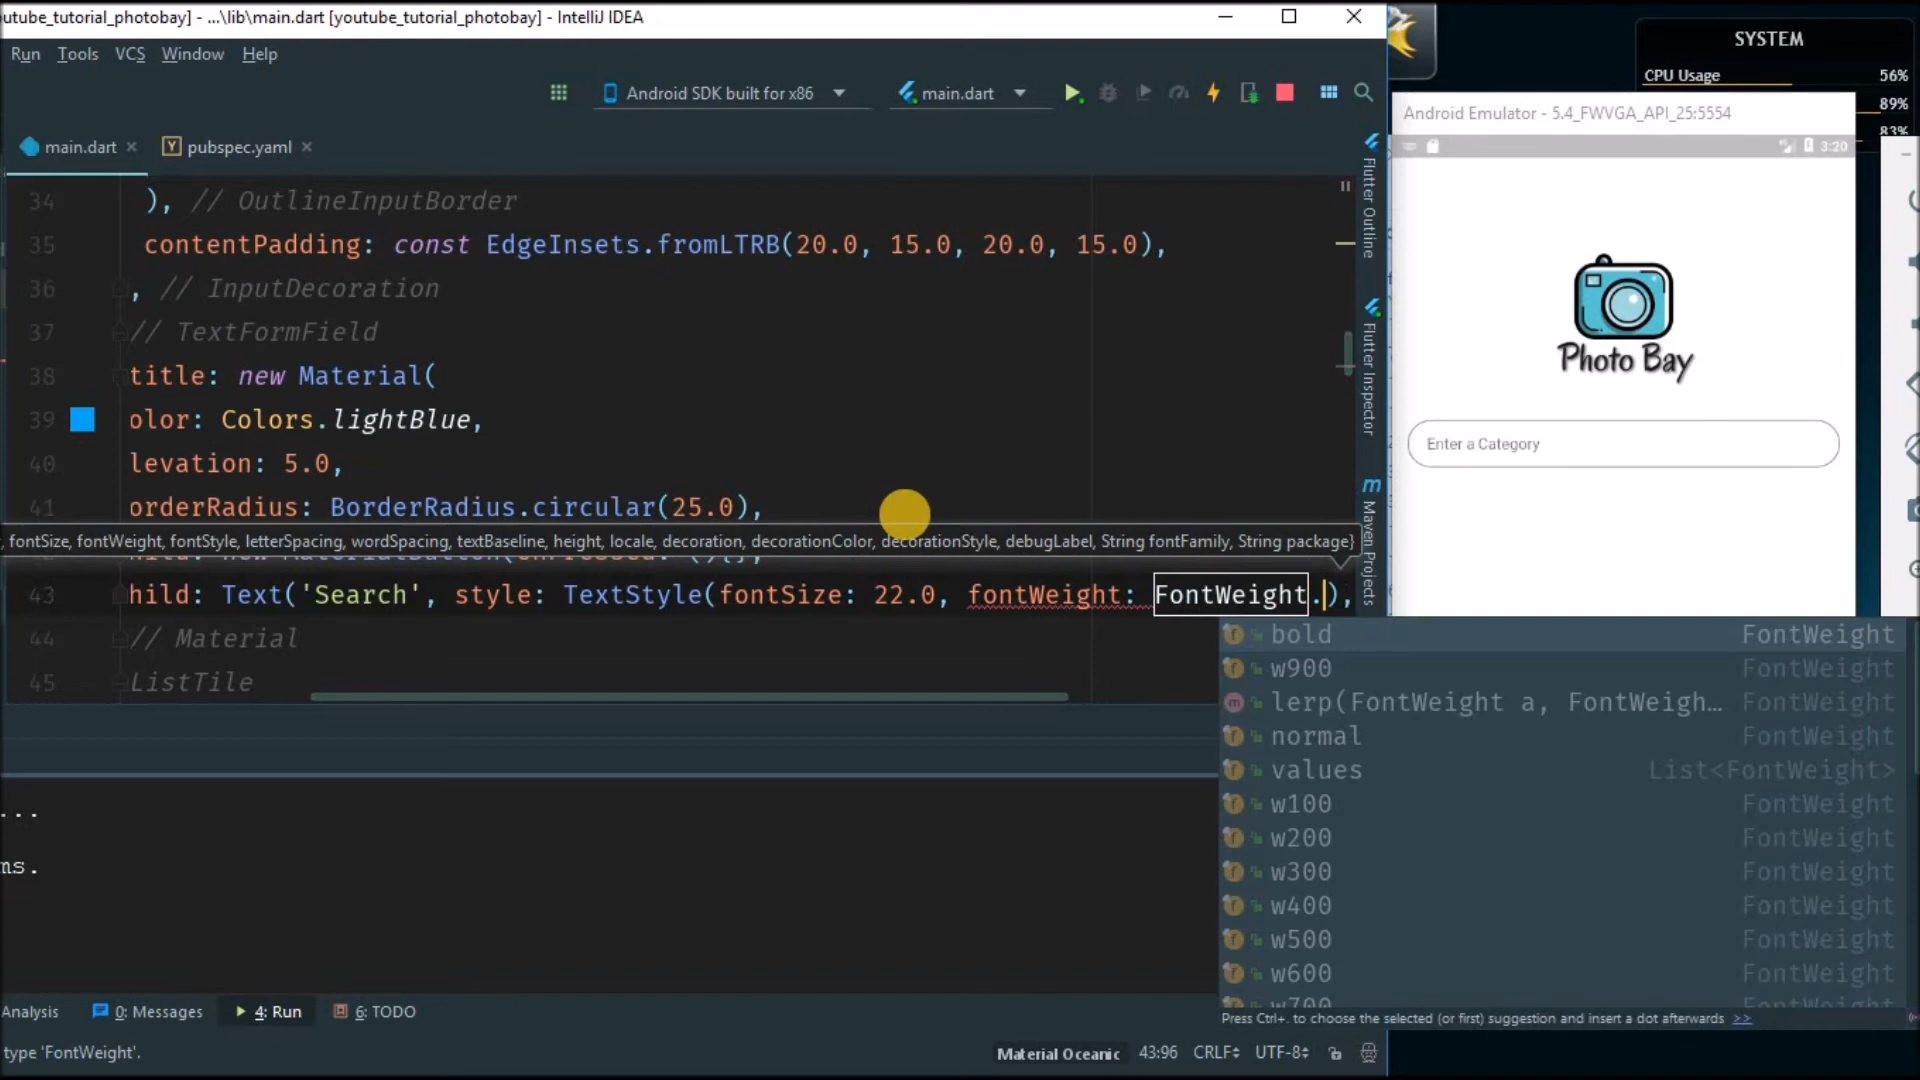 outube_tutorial_photobay] - ...\lib\main.dart [youtube_tutorial_photobay] - IntelliJ IDEA
Run Tools VCS Window Help
Android SDK built for x86 main.dart
main.dart pubspec.yaml
34 ), // OutlineInputBorder
35 contentPadding: const EdgeInsets.fromLTRB(20.0, 15.0, 20.0, 15.0),
36 , // InputDecoration
37 // TextFormField
38 title: new Material(
39 olor: Colors.lightBlue,
40 levation: 5.0,
41 orderRadius: BorderRadius.circular(25.0),
, fontSize, fontWeight, fontStyle, letterSpacing, wordSpacing, textBaseline, height, locale, decoration, decorationColor, decorationStyle, debugLabel, String fontFamily, String package}
43 hild: Text('Search', style: TextStyle(fontSize: 22.0, fontWeight: FontWeight.),
44 // Material
45 ListTile
bold FontWeight
w900 FontWeight
lerp(FontWeight a, FontWeigh… FontWeight
normal FontWeight
values List<FontWeight>
w100 FontWeight
w200 FontWeight
w300 FontWeight
w400 FontWeight
w500 FontWeight
w600 FontWeight
w700 FontWeight
Press Ctrl+. to choose the selected (or first) suggestion and insert a dot afterwards >>
...
ms.
Analysis 0: Messages 4: Run 6: TODO
type 'FontWeight'.
Material Oceanic 43:96 CRLF UTF-8
Flutter Outline
Flutter Inspector
Maven Projects
SYSTEM
CPU Usage 56%
89%
83%
Android Emulator - 5.4_FWVGA_API_25:5554
3:20
Photo Bay
Enter a Category